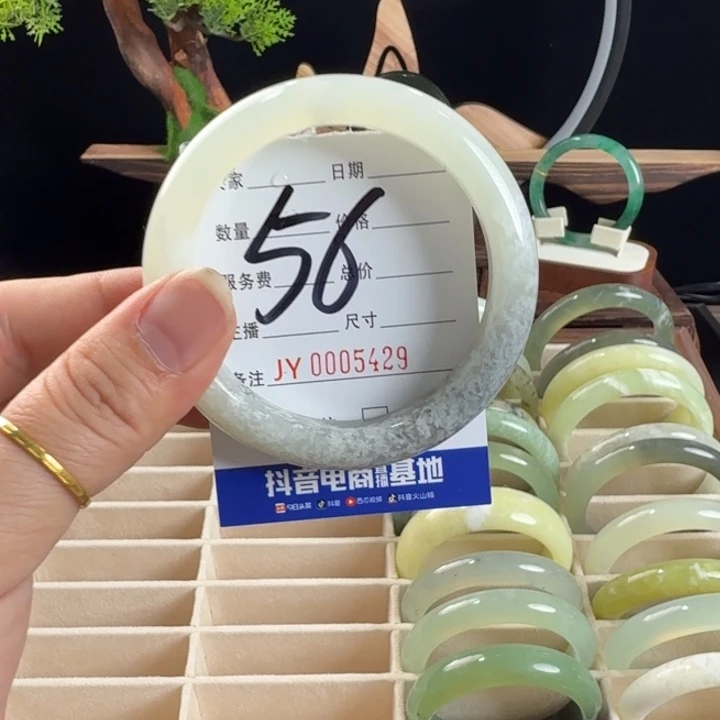 家 日期
数量 价格
服务费 总价
主播 尺寸
备注 JY 0005429
56
抖音电商直播基地
今日头条 抖音 西瓜视频 抖音火山版